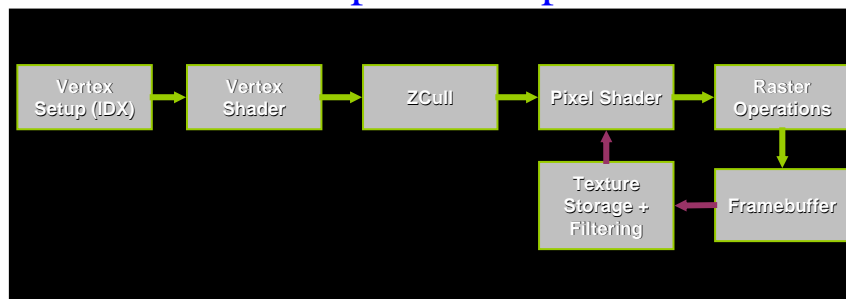 Vertex
Setup (IDX)
Vertex
Shader
ZCull
Pixel Shader
Raster
Operations
Texture
Storage +
Filtering
Framebuffer